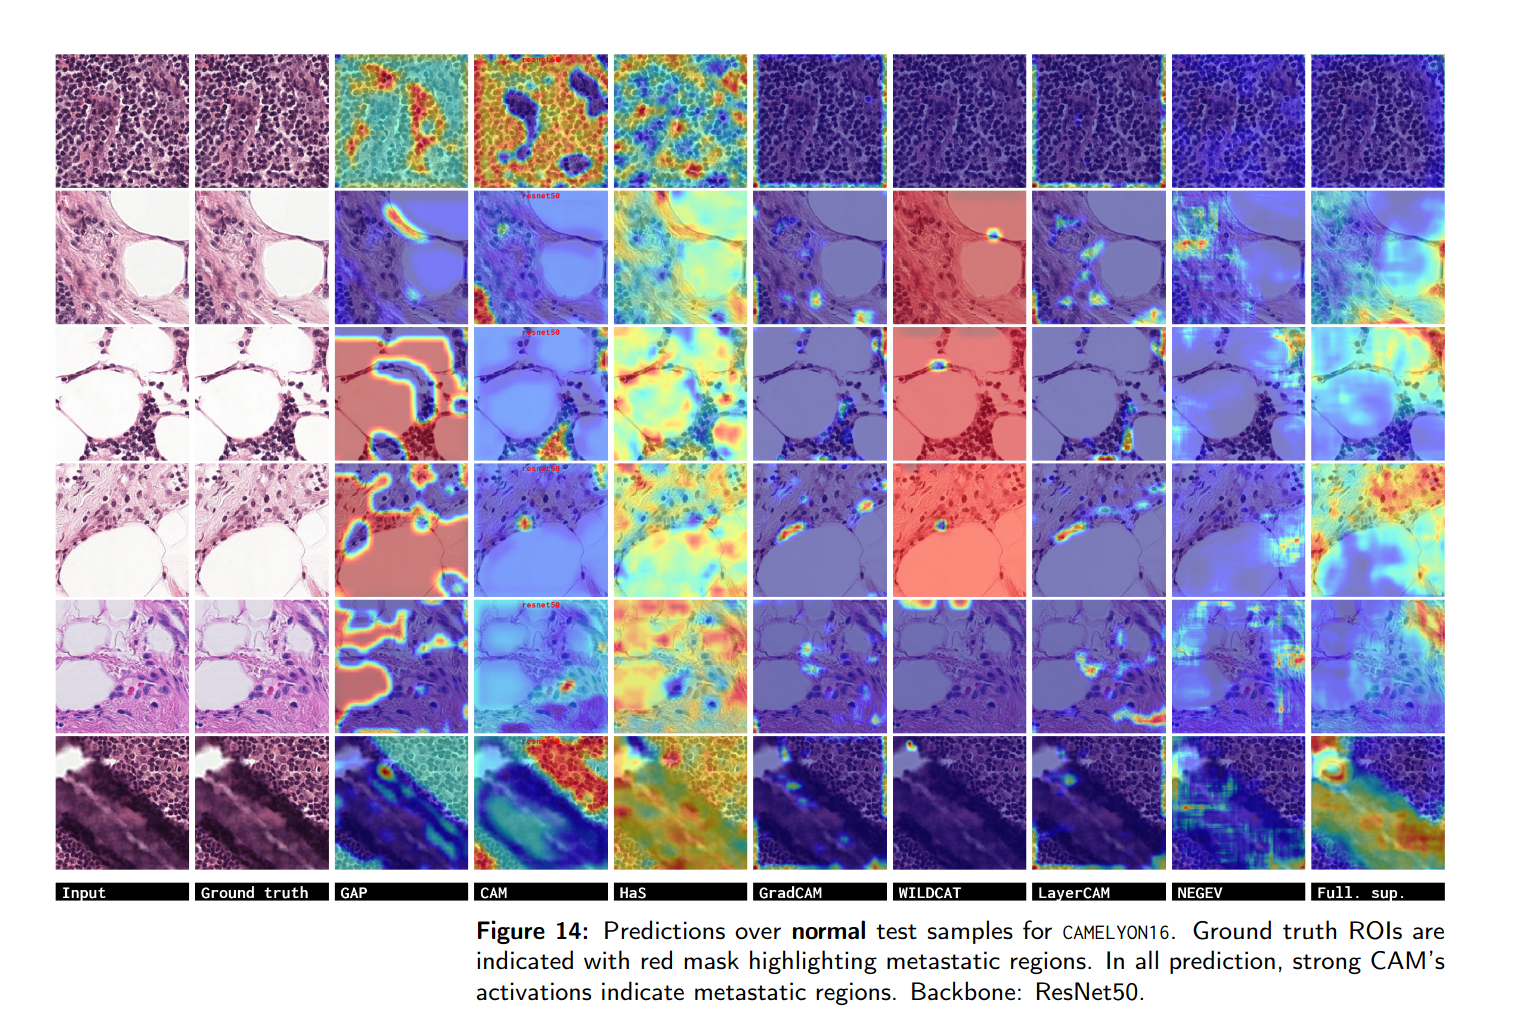 resnet50
resnet50
resnet50
resnet50
resnet50
resnet50
Input Ground truth GAP CAM HaS GradCAM WILDCAT LayerCAM NEGEV Full. sup.
Figure 14: Predictions over normal test samples for CAMELYON16. Ground truth ROIs are
indicated with red mask highlighting metastatic regions. In all prediction, strong CAM's
activations indicate metastatic regions. Backbone: ResNet50.